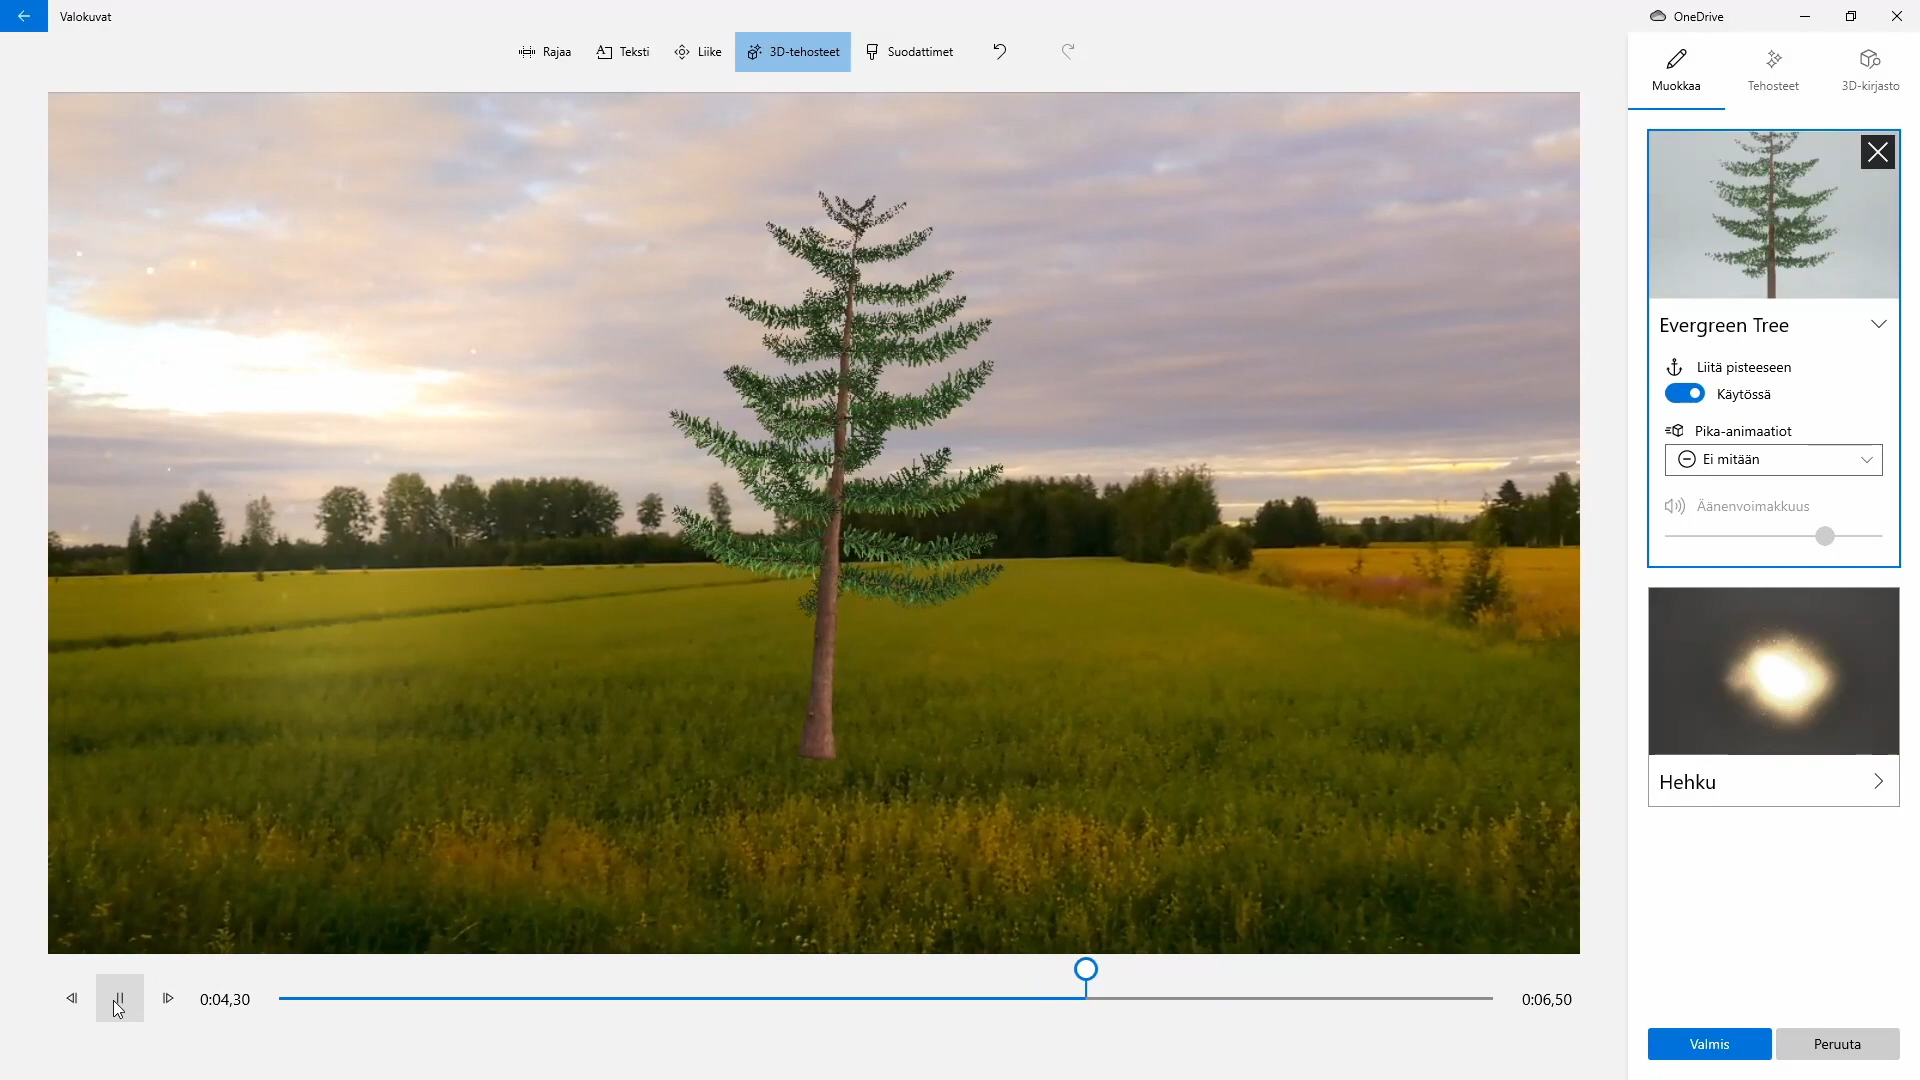 Valokuvat
OneDrive
Rajaa
Teksti
Liike
3D-tehosteet
Suodattimet
Muokkaa
Tehosteet
3D-kirjasto
Evergreen Tree
Liitä pisteeseen
Käytössä
Pika-animaatiot
Ei mitään
Äänenvoimakkuus
Hehku
0:04,30
0:06,50
Valmis
Peruuta